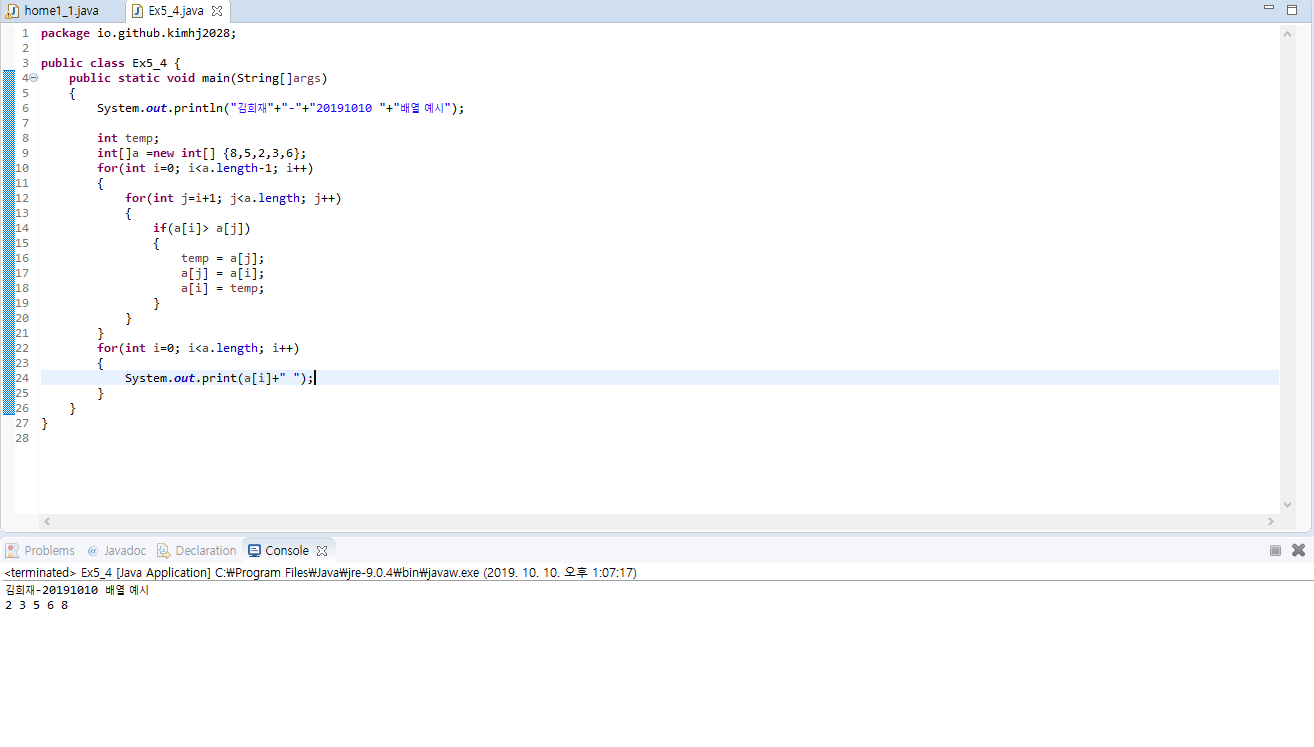 home1_1.java Ex5_4.java
1 package io.github.kimhj2028;
2
3 public class Ex5_4 {
4 public static void main(String[]args)
5 {
6 System.out.println("김희재"+"-"+"20191010 "+"배열 예시");
7
8 int temp;
9 int[]a =new int[] {8,5,2,3,6};
10 for(int i=0; i<a.length-1; i++)
11 {
12 for(int j=i+1; j<a.length; j++)
13 {
14 if(a[i]> a[j])
15 {
16 temp = a[j];
17 a[j] = a[i];
18 a[i] = temp;
19 }
20 }
21 }
22 for(int i=0; i<a.length; i++)
23 {
24 System.out.print(a[i]+" ");
25 }
26 }
27 }
28
Problems @ Javadoc Declaration Console
<terminated> Ex5_4 [Java Application] C:₩Program Files₩Java₩jre-9.0.4₩bin₩javaw.exe (2019. 10. 10. 오후 1:07:17)
김희재-20191010 배열 예시
2 3 5 6 8